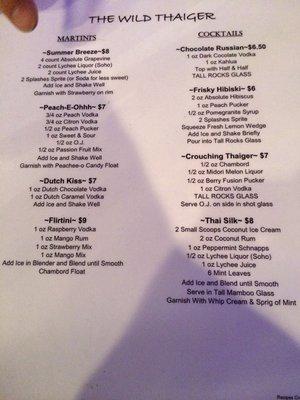 THE WILD THAIGER
MARTINI'S
~Summer Breeze~$8
4 count Absolute Grapevine
2 count Lychee Liquor (Soho)
2 count Lychee Juice
2 Splashes Sprite (or Soda for less sweet)
Add Ice and Shake Well
Garnish with Strawberry on rim
~Peach-E-Ohhh~ $7
3/4 oz Peach Vodka
3/4 oz Citron Vodka
1/2 oz Peach Pucker
1 oz Sweet & Sour
1/2 oz O.J.
1/2 oz Passion Fruit Mix
Add Ice and Shake Well
Garnish with Peachee-o Candy Float
~Dutch Kiss~ $7
1 oz Dutch Chocolate Vodka
1 oz Dutch Caramel Vodka
Add Ice and Shake Well
~Flirtini~ $9
1 oz Raspberry Vodka
1 oz Mango Rum
1 oz Strawberry Mix
1 oz Mango Mix
Add Ice in Blender and Blend until Smooth
Chambord Float
COCKTAILS
~Chocolate Russian~$6.50
1 oz Dark Chocolate Vodka
1 oz Kahlua
Top with Half & Half
TALL ROCKS GLASS
~Frisky Hibiski~ $6
2 oz Absolute Hibiscus
1 oz Peach Pucker
1/2 oz Pomegranite Syrup
2 Splashes Sprite
Squeeze Fresh Lemon Wedge
Add Ice and Shake Briefly
Pour into Tall Rocks Glass
~Crouching Thaiger~ $7
1/2 oz Chambord
1/2 oz Midori Melon Liquor
1/2 oz Berry Fusion Pucker
1 oz Citron Vodka
TALL ROCKS GLASS
Serve O.J. on side in shot glass
~Thai Silk~ $8
2 Small Scoops Coconut Ice Cream
2 oz Coconut Rum
1 oz Peppermint Schnapps
1/2 oz Lychee Liquor (Soho)
1 oz Lychee Juice
6 Mint Leaves
Add Ice and Blend until Smooth
Serve in Tall Mamboo Glass
Garnish With Whip Cream & Sprig of Mint